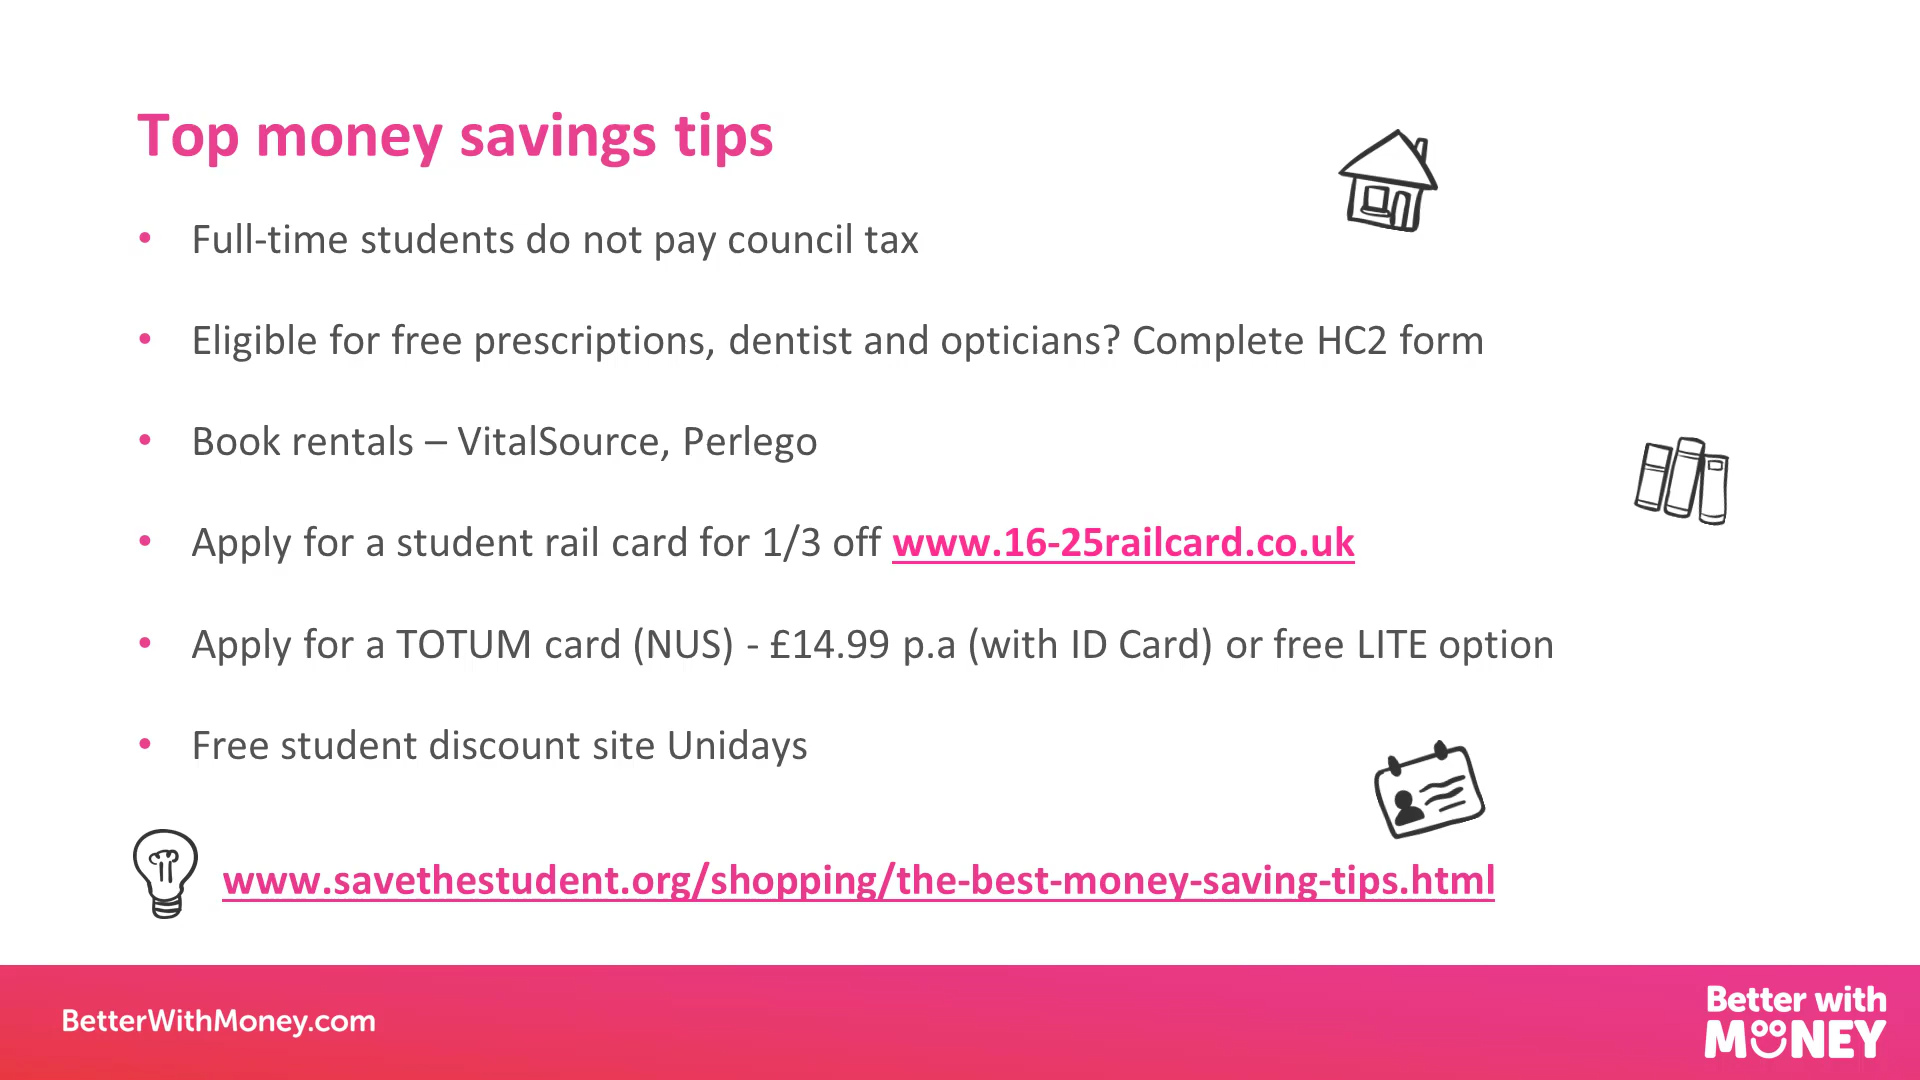 Top money savings tips
• Full-time students do not pay council tax
• Eligible for free prescriptions, dentist and opticians? Complete HC2 form
• Book rentals – VitalSource, Perlego
• Apply for a student rail card for 1/3 off www.16-25railcard.co.uk
• Apply for a TOTUM card (NUS) - £14.99 p.a (with ID Card) or free LITE option
• Free student discount site Unidays
www.savethestudent.org/shopping/the-best-money-saving-tips.html
BetterWithMoney.com
Better with
MONEY